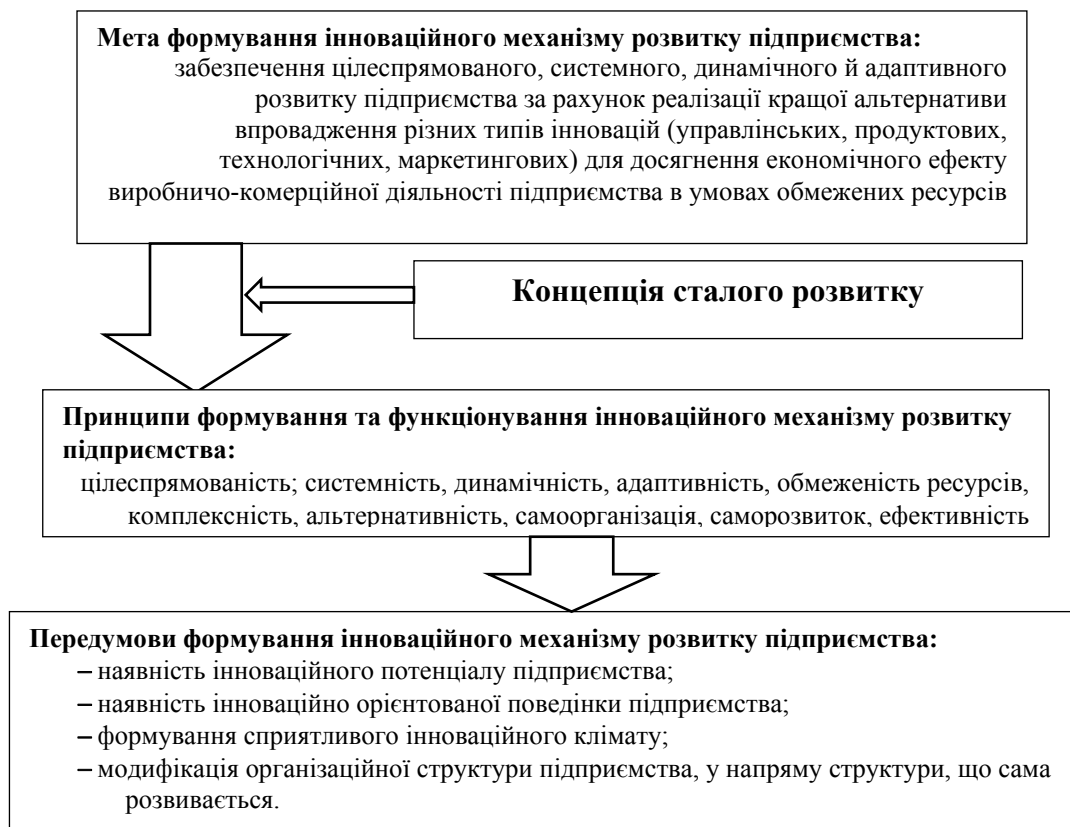 Мета формування інноваційного механізму розвитку підприємства:
забезпечення цілеспрямованого, системного, динамічного й адаптивного
розвитку підприємства за рахунок реалізації кращої альтернативи
впровадження різних типів інновацій (управлінських, продуктових,
технологічних, маркетингових) для досягнення економічного ефекту
виробничо-комерційної діяльності підприємства в умовах обмежених ресурсів
Концепція сталого розвитку
Принципи формування та функціонування інноваційного механізму розвитку
підприємства:
цілеспрямованість; системність, динамічність, адаптивність, обмеженість ресурсів,
комплексність, альтернативність, самоорганізація, саморозвиток, ефективність
Передумови формування інноваційного механізму розвитку підприємства:
– наявність інноваційного потенціалу підприємства;
– наявність інноваційно орієнтованої поведінки підприємства;
– формування сприятливого інноваційного клімату;
– модифікація організаційної структури підприємства, у напряму структури, що сама
розвивається.